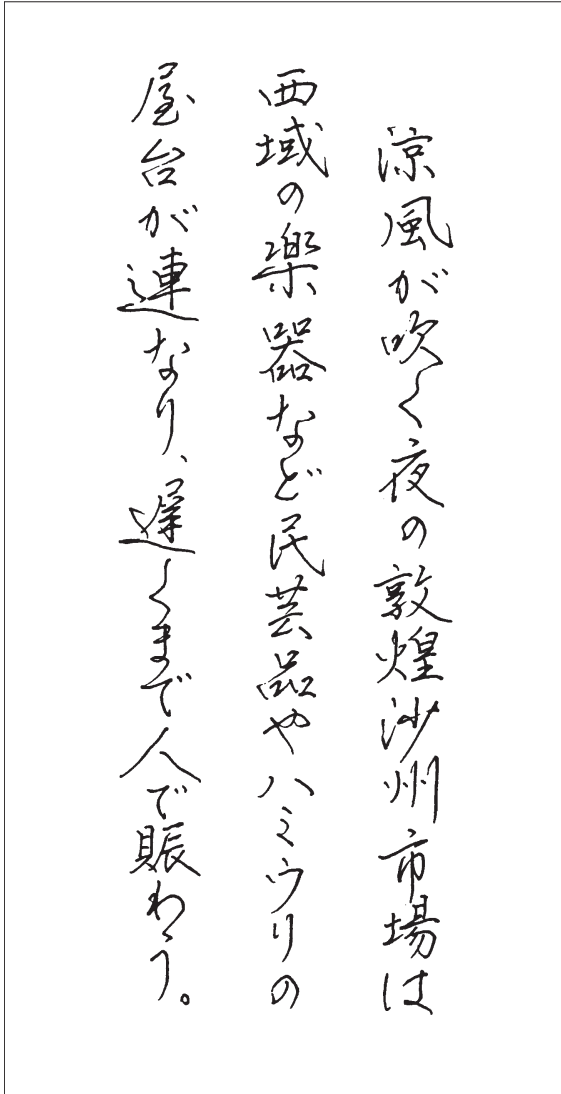 涼風が吹く夜の敦煌沙州市場は
西域の楽器など民芸品やハミウリの
屋台が連なり、遅くまで人で賑わう。